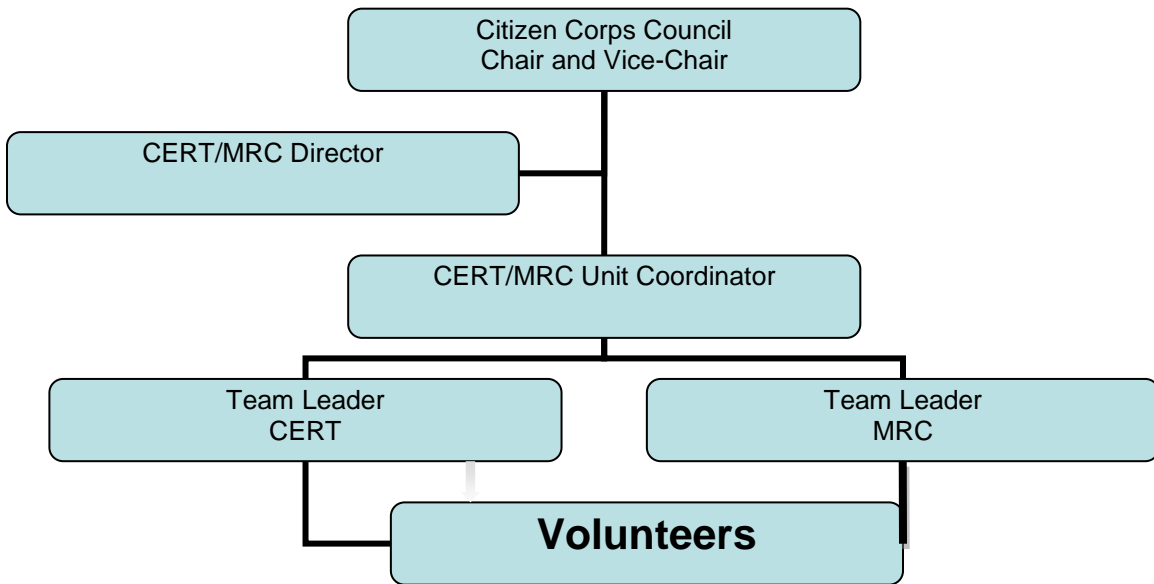 Citizen Corps Council
Chair and Vice-Chair
CERT/MRC Director
CERT/MRC Unit Coordinator
Team Leader
CERT
Team Leader
MRC
Volunteers